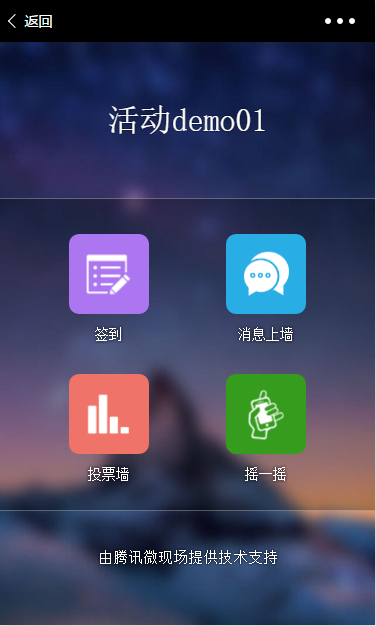 返回
活动demo01
签到
消息上墙
投票墙
摇一摇
由腾讯微现场提供技术支持